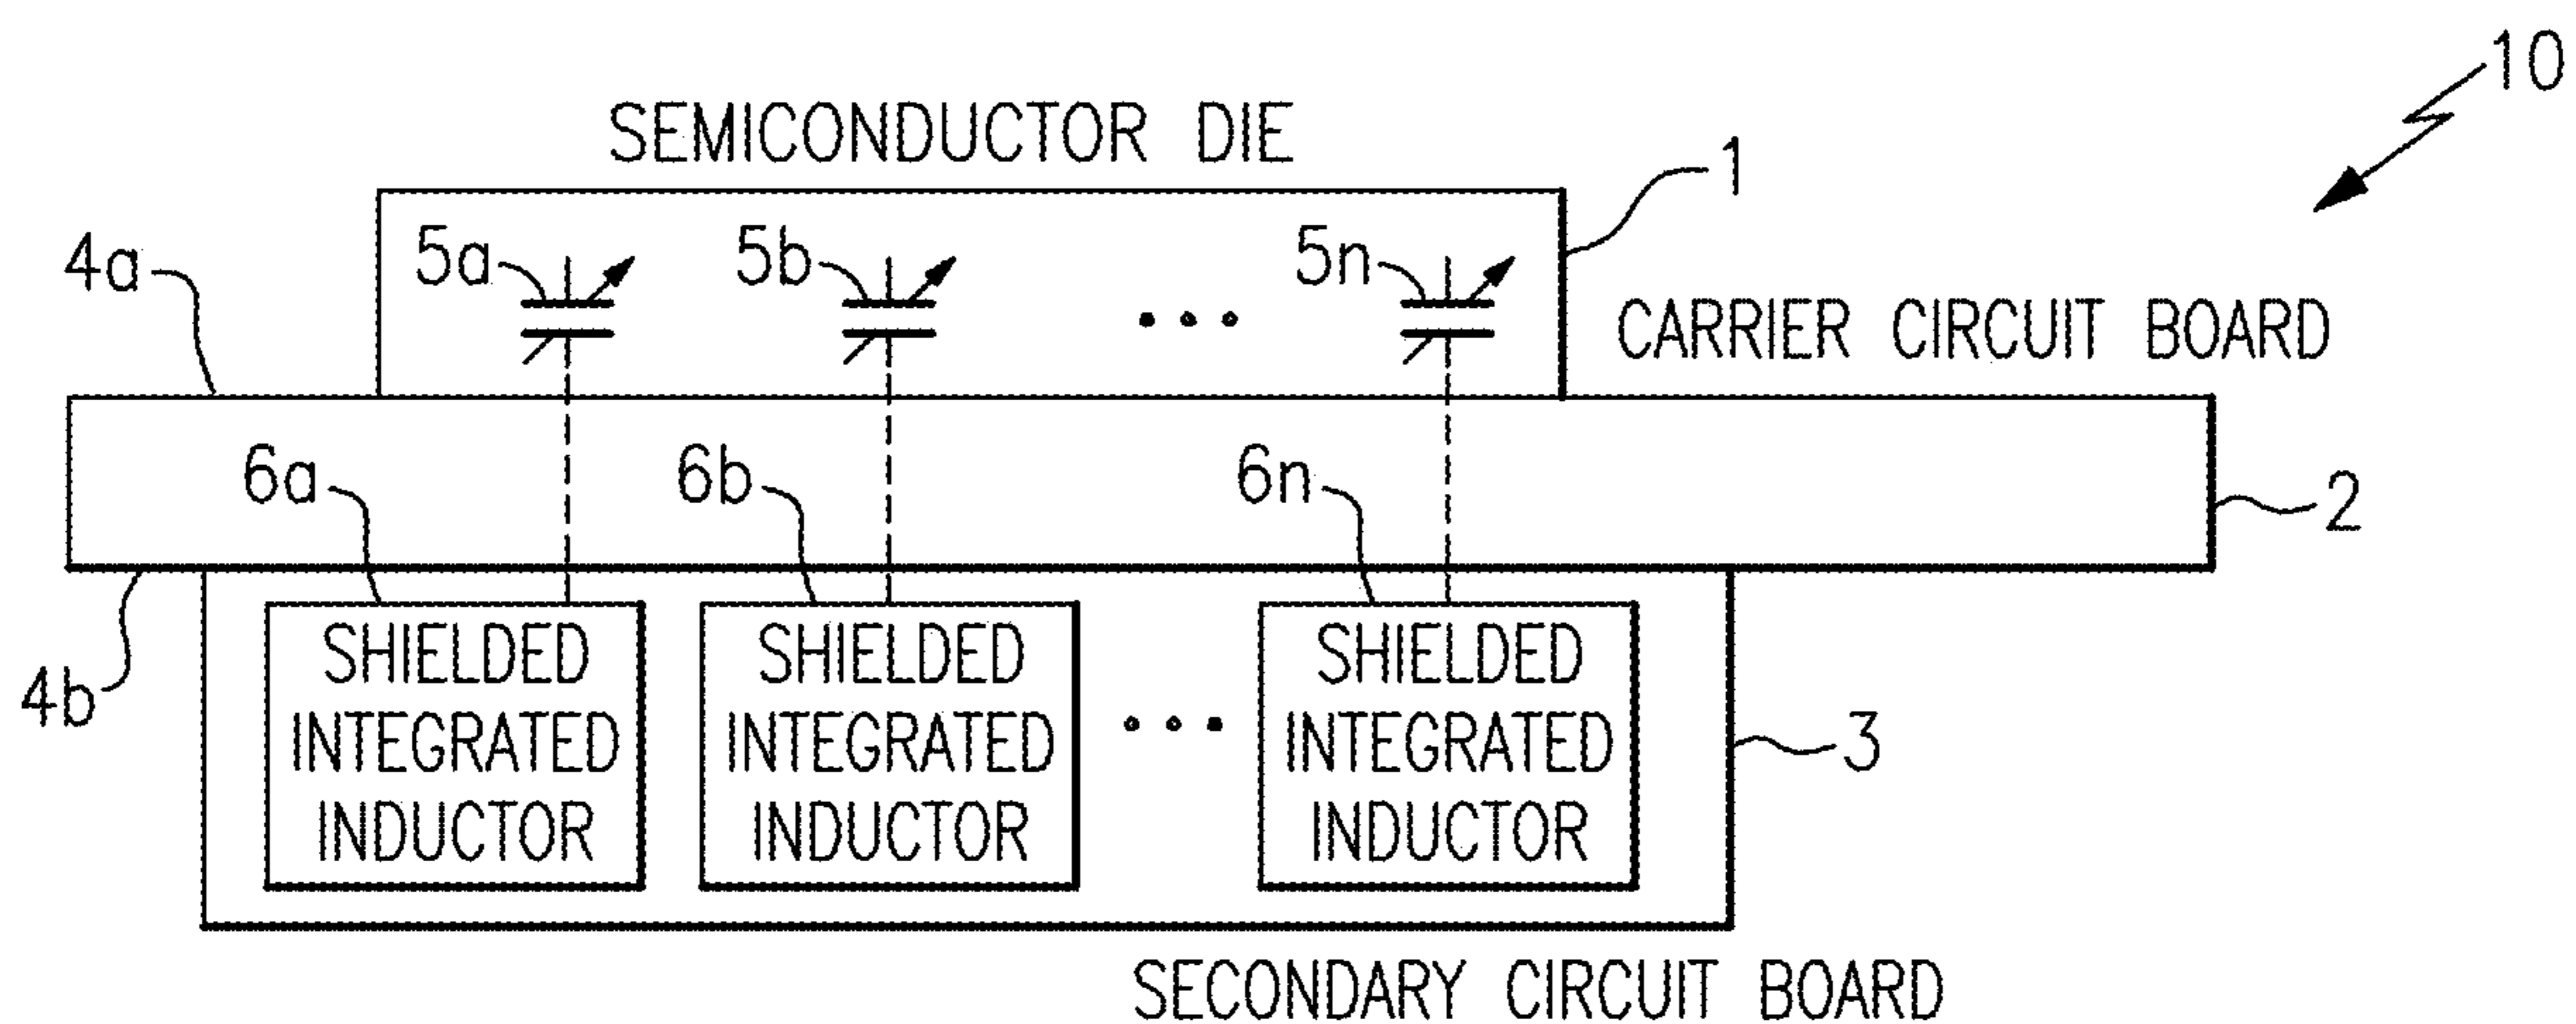 10
SEMICONDUCTOR DIE
1
4a
5a
5b
5n
CARRIER CIRCUIT BOARD
6a
6b
6n
2
4b
SHIELDED
INTEGRATED
INDUCTOR
SHIELDED
INTEGRATED
INDUCTOR
SHIELDED
INTEGRATED
INDUCTOR
3
SECONDARY CIRCUIT BOARD